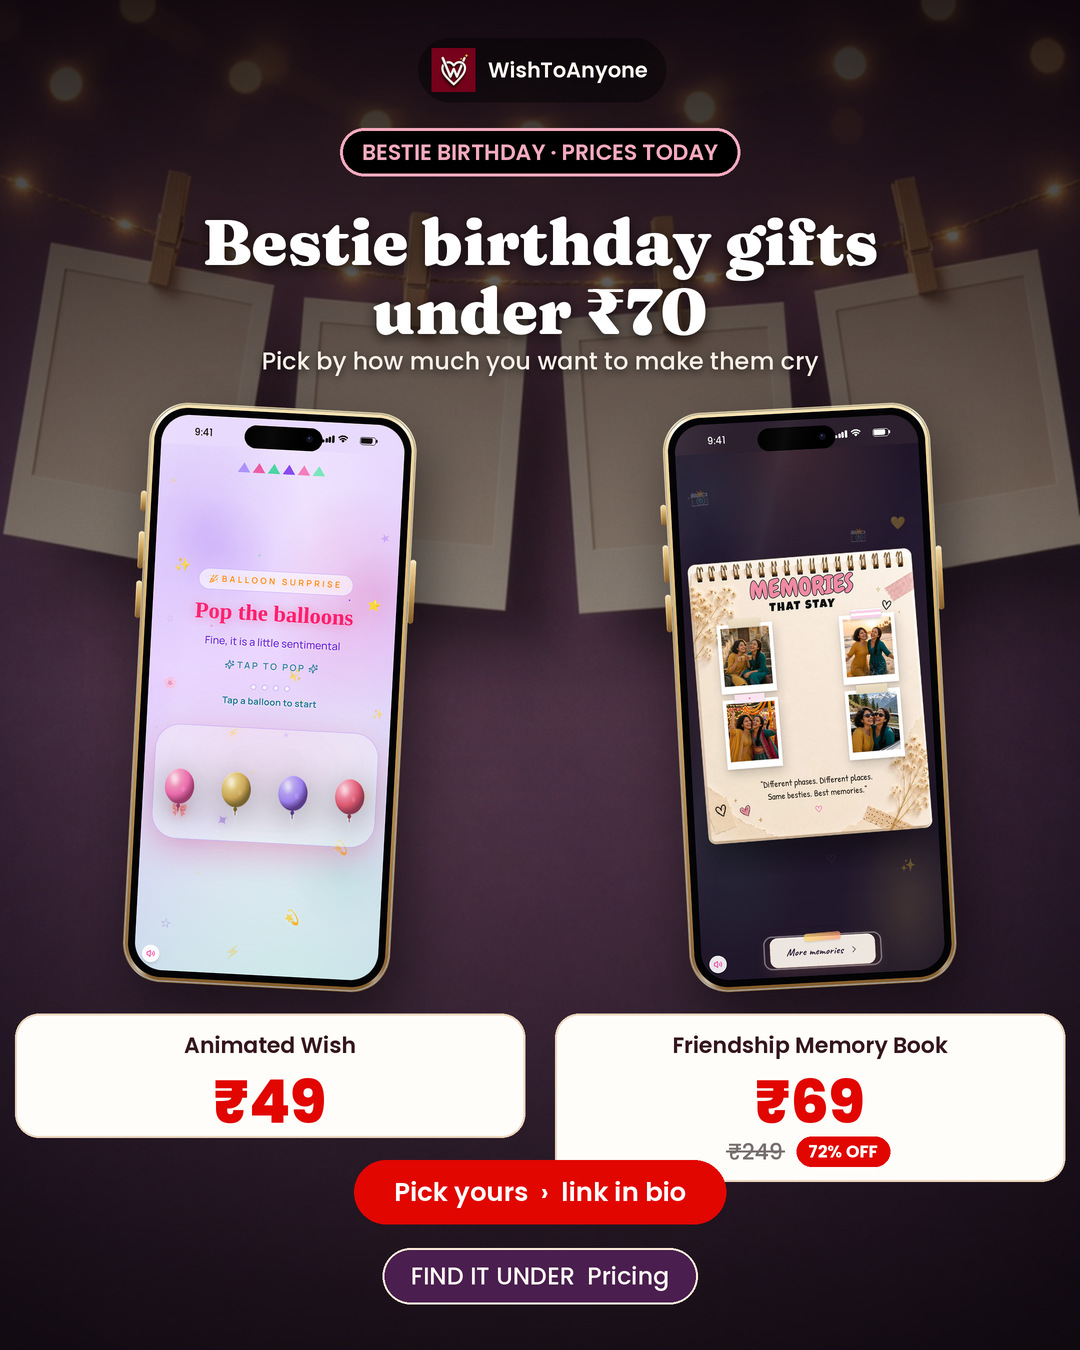 WishToAnyone
BESTIE BIRTHDAY · PRICES TODAY
Bestie birthday gifts
under ₹70
Pick by how much you want to make them cry
9:41
BALLOON SURPRISE
Pop the balloons
Fine, it is a little sentimental
TAP TO POP
Tap a balloon to start
9:41
MEMORIES
THAT STAY
"Different phases. Different places.
Same besties. Best memories."
More memories >
Animated Wish
₹49
Friendship Memory Book
₹69
₹249 72% OFF
Pick yours › link in bio
FIND IT UNDER Pricing